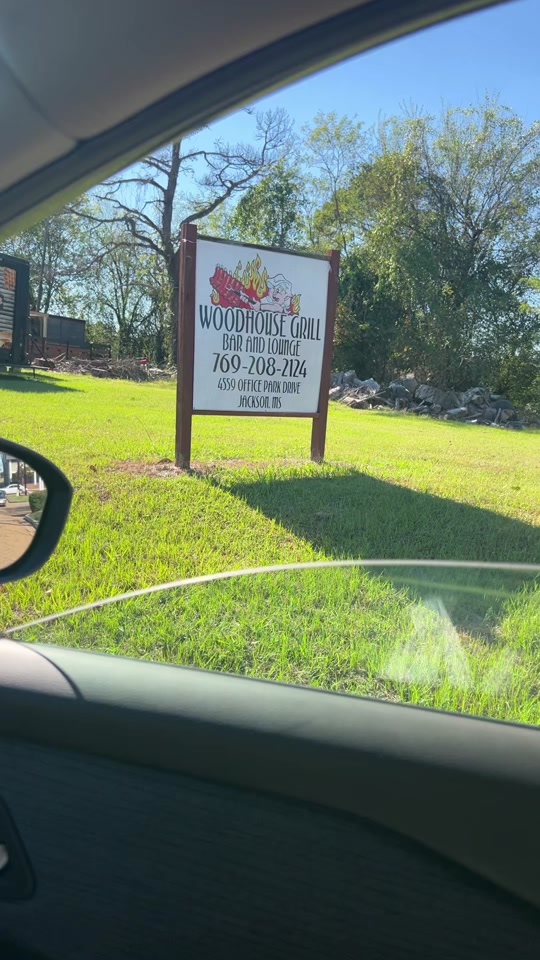 WOODHOUSE GRILL
BAR AND LOUNGE
769-208-2124
4559 OFFICE PARK DRIVE
JACKSON, MS